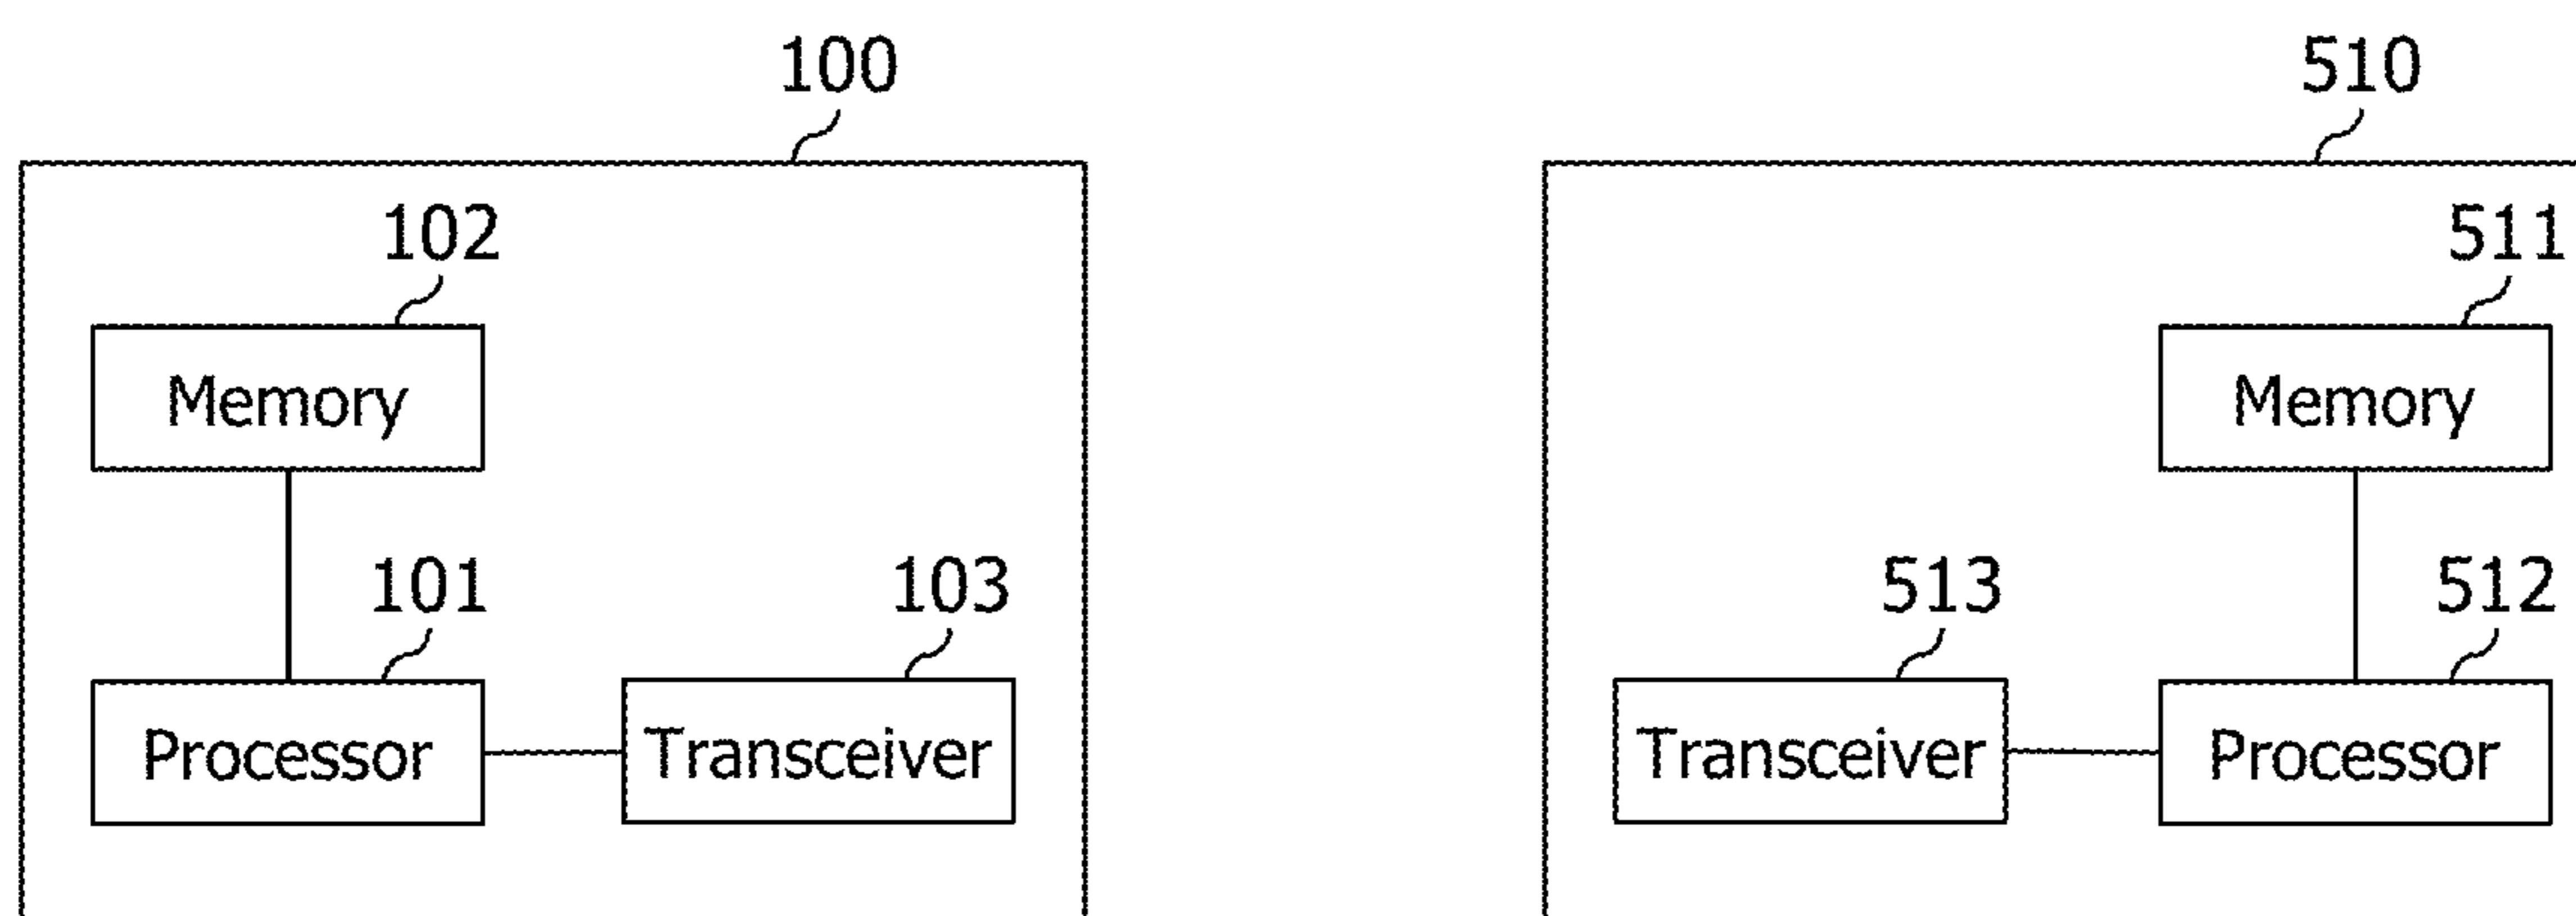 100
510
102
511
Memory
Memory
101
103
513
512
Processor
Transceiver
Transceiver
Processor